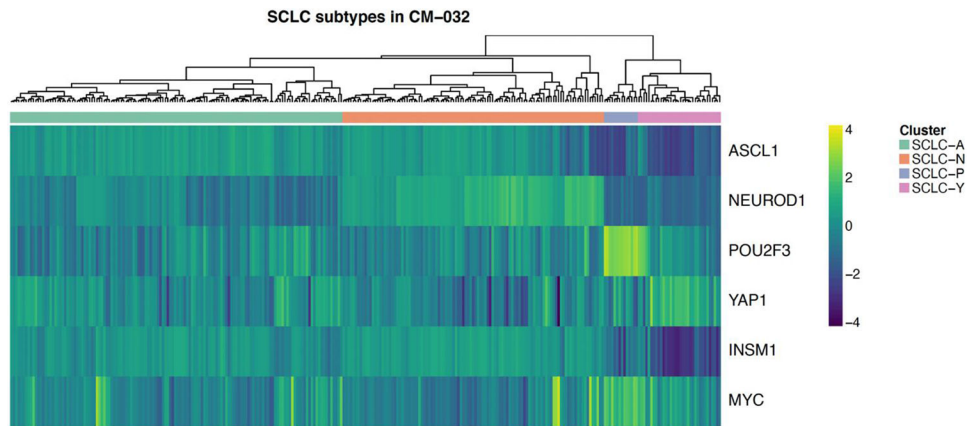 SCLC subtypes in CM−032
ASCL1
NEUROD1
POU2F3
YAP1
INSM1
MYC
4
2
0
−2
−4
Cluster
SCLC−A
SCLC−N
SCLC−P
SCLC−Y